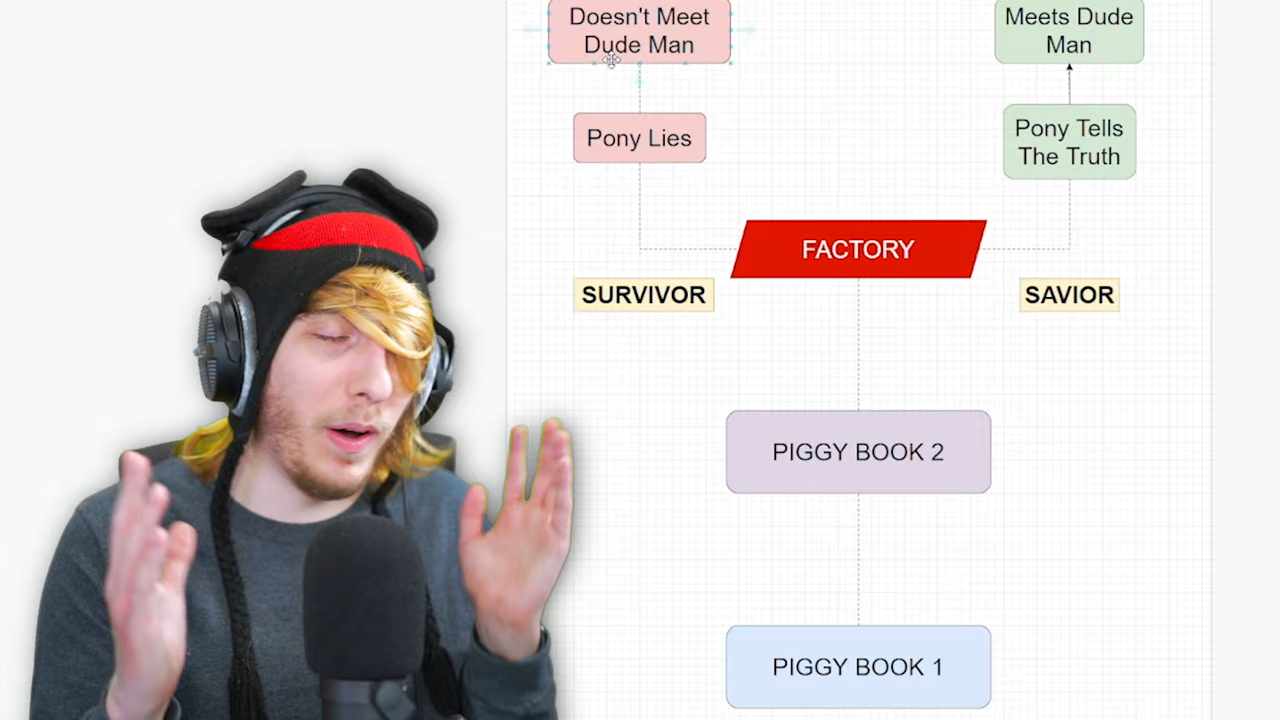 Doesn't Meet
Dude Man
Meets Dude
Man
Pony Lies
Pony Tells
The Truth
FACTORY
SURVIVOR
SAVIOR
PIGGY BOOK 2
PIGGY BOOK 1